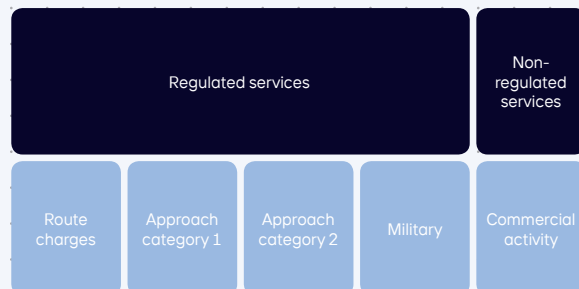 Regulated services
Non-
regulated
services
Route
charges
Approach
category 1
Approach
category 2
Military
Commercial
activity